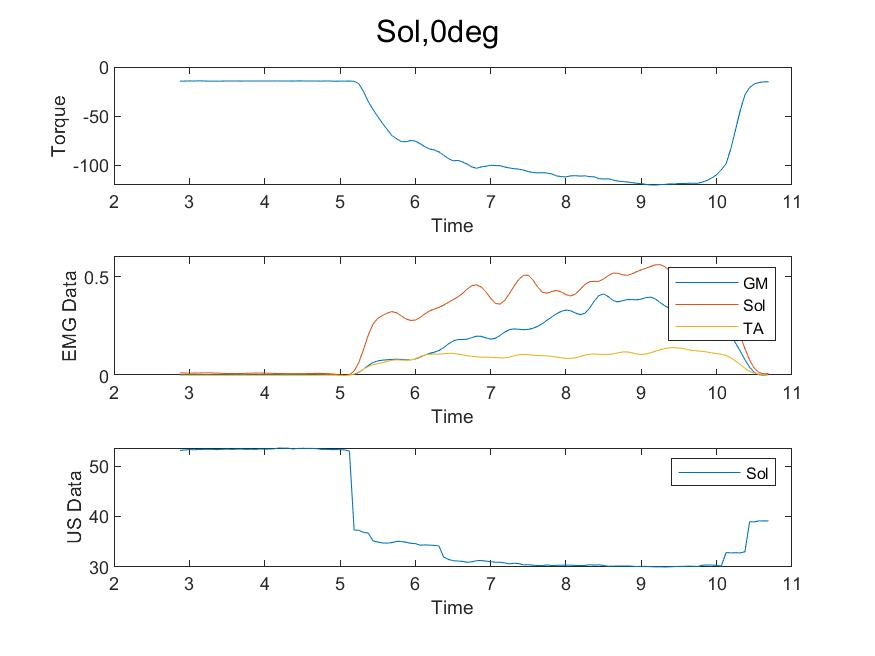 Sol,0deg
0
-50
-100
Torque
2 3 4 5 6 7 8 9 10 11
Time
0.5
0
EMG Data
GM
Sol
TA
2 3 4 5 6 7 8 9 10 11
Time
50
40
30
US Data
Sol
2 3 4 5 6 7 8 9 10 11
Time